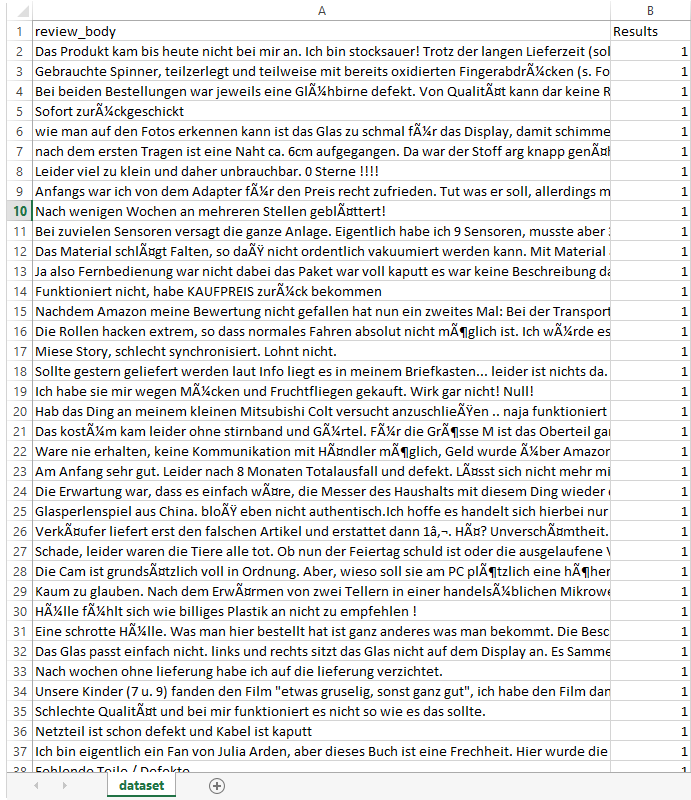 A B
1 review_body Results
2 Das Produkt kam bis heute nicht bei mir an. Ich bin stocksauer! Trotz der langen Lieferzeit (sol 1
3 Gebrauchte Spinner, teilzerlegt und teilweise mit bereits oxidierten FingerabdrÃ¼cken (s. Fo 1
4 Bei beiden Bestellungen war jeweils eine GlÃ¼hbirne defekt. Von QualitÃ¤t kann dar keine R 1
5 Sofort zurÃ¼ckgeschickt 1
6 wie man auf den Fotos erkennen kann ist das Glas zu schmal fÃ¼r das Display, damit schimme 1
7 nach dem ersten Tragen ist eine Naht ca. 6cm aufgegangen. Da war der Stoff arg knapp genÃ¤h 1
8 Leider viel zu klein und daher unbrauchbar. 0 Sterne !!!! 1
9 Anfangs war ich von dem Adapter fÃ¼r den Preis recht zufrieden. Tut was er soll, allerdings m 1
10 Nach wenigen Wochen an mehreren Stellen geblÃ¤ttert! 1
11 Bei zuvielen Sensoren versagt die ganze Anlage. Eigentlich habe ich 9 Sensoren, musste aber 1
12 Das Material schlÃ¤gt Falten, so daÃŸ nicht ordentlich vakuumiert werden kann. Mit Material 1
13 Ja also Fernbedienung war nicht dabei das Paket war voll kaputt es war keine Beschreibung da 1
14 Funktioniert nicht, habe KAUFPREIS zurÃ¼ck bekommen 1
15 Nachdem Amazon meine Bewertung nicht gefallen hat nun ein zweites Mal: Bei der Transport 1
16 Die Rollen hacken extrem, so dass normales Fahren absolut nicht mÃ¶glich ist. Ich wÃ¼rde es 1
17 Miese Story, schlecht synchronisiert. Lohnt nicht. 1
18 Sollte gestern geliefert werden laut Info liegt es in meinem Briefkasten... leider ist nichts da. 1
19 Ich habe sie mir wegen MÃ¼cken und Fruchtfliegen gekauft. Wirk gar nicht! Null! 1
20 Hab das Ding an meinem kleinen Mitsubishi Colt versucht anzuschlieÃŸen .. naja funktioniert 1
21 Das kostÃ¼m kam leider ohne stirnband und GÃ¼rtel. FÃ¼r die GrÃ¶sse M ist das Oberteil gar 1
22 Ware nie erhalten, keine Kommunikation mit HÃ¤ndler mÃ¶glich, Geld wurde Ã¼ber Amazor 1
23 Am Anfang sehr gut. Leider nach 8 Monaten Totalausfall und defekt. LÃ¤sst sich nicht mehr mi 1
24 Die Erwartung war, dass es einfach wÃ¤re, die Messer des Haushalts mit diesem Ding wieder 1
25 Glasperlenspiel aus China. bloÃŸ eben nicht authentisch.Ich hoffe es handelt sich hierbei nur 1
26 VerkÃ¤ufer liefert erst den falschen Artikel und erstattet dann 1â‚¬. HÃ¤? UnverschÃ¤mtheit. 1
27 Schade, leider waren die Tiere alle tot. Ob nun der Feiertag schuld ist oder die ausgelaufene 1
28 Die Cam ist grundsÃ¤tzlich voll in Ordnung. Aber, wieso soll sie am PC plÃ¶tzlich eine hÃ¶her 1
29 Kaum zu glauben. Nach dem ErwÃ¤rmen von zwei Tellern in einer handelsÃ¼blichen Mikrowe 1
30 HÃ¼lle fÃ¼hlt sich wie billiges Plastik an nicht zu empfehlen ! 1
31 Eine schrotte HÃ¼lle. Was man hier bestellt hat ist ganz anderes was man bekommt. Die Besc 1
32 Das Glas passt einfach nicht. links und rechts sitzt das Glas nicht auf dem Display an. Es Samme 1
33 Nach wochen ohne lieferung habe ich auf die lieferung verzichtet. 1
34 Unsere Kinder (7 u. 9) fanden den Film "etwas gruselig, sonst ganz gut", ich habe den Film dan 1
35 Schlechte QualitÃ¤t und bei mir funktioniert es nicht so wie es das sollte. 1
36 Netzteil ist schon defekt und Kabel ist kaputt 1
37 Ich bin eigentlich ein Fan von Julia Arden, aber dieses Buch ist eine Frechheit. Hier wurde die 1
38 Fehlende Teile / Defekte 1
dataset